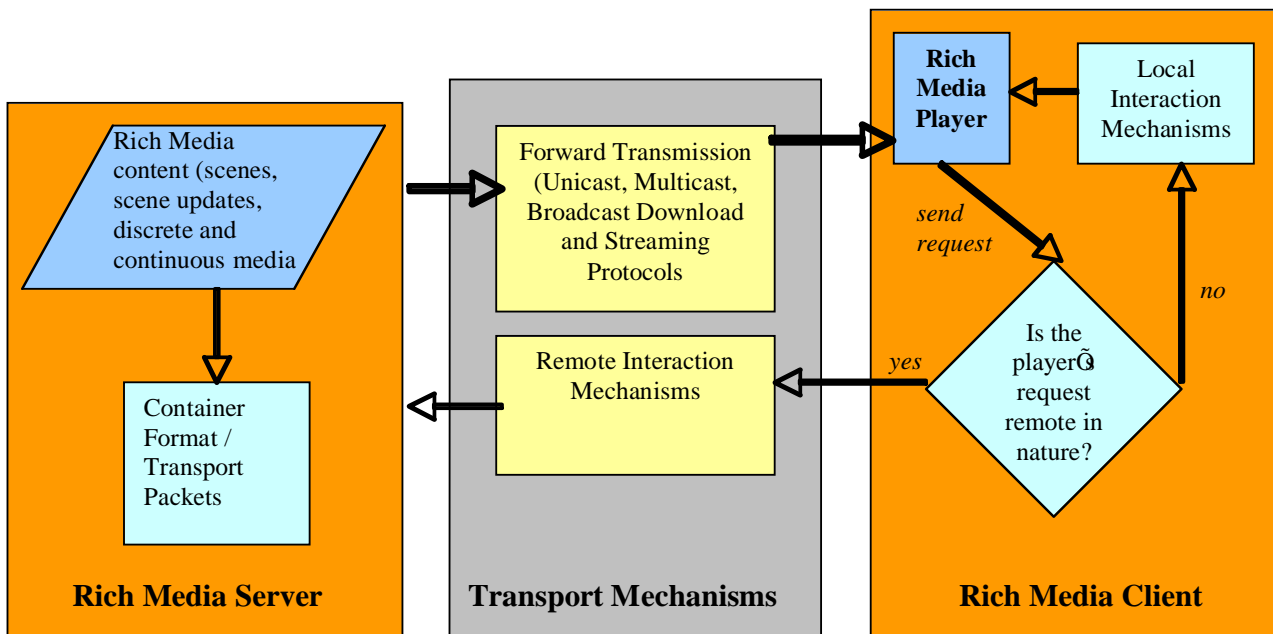 Rich Media
content (scenes,
scene updates,
discrete and
continuous media
Container
Format /
Transport
Packets
Rich Media Server
Forward Transmission
(Unicast, Multicast,
Broadcast Download
and Streaming
Protocols
Remote Interaction
Mechanisms
Transport Mechanisms
Rich
Media
Player
Local
Interaction
Mechanisms
send
request
no
yes
Is the
playerÕs
request
remote in
nature?
Rich Media Client